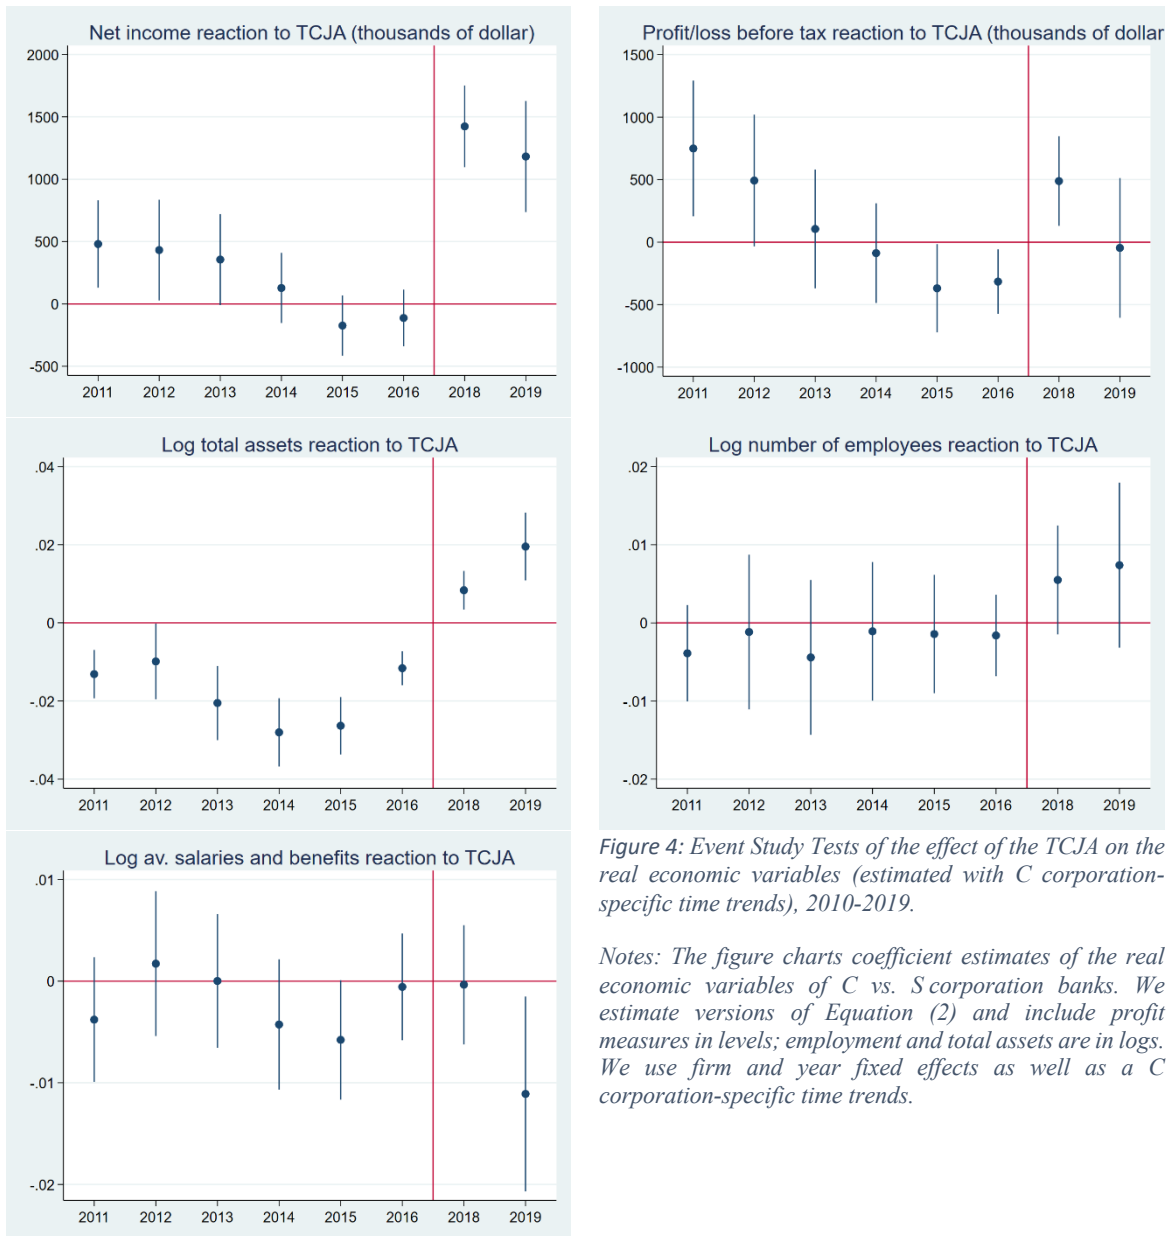 Net income reaction to TCJA (thousands of dollar)
2000
1500
1000
500
0
-500
2011 2012 2013 2014 2015 2016 2018 2019
Profit/loss before tax reaction to TCJA (thousands of dollar
1500
1000
500
0
-500
-1000
2011 2012 2013 2014 2015 2016 2018 2019
Log total assets reaction to TCJA
.04
.02
0
-.02
-.04
2011 2012 2013 2014 2015 2016 2018 2019
Log number of employees reaction to TCJA
.02
.01
0
-.01
-.02
2011 2012 2013 2014 2015 2016 2018 2019
Log av. salaries and benefits reaction to TCJA
.01
0
-.01
-.02
2011 2012 2013 2014 2015 2016 2018 2019
Figure 4: Event Study Tests of the effect of the TCJA on the
real economic variables (estimated with C corporation-
specific time trends), 2010-2019.
Notes: The figure charts coefficient estimates of the real
economic variables of C vs. S corporation banks. We
estimate versions of Equation (2) and include profit
measures in levels; employment and total assets are in logs.
We use firm and year fixed effects as well as a C
corporation-specific time trends.